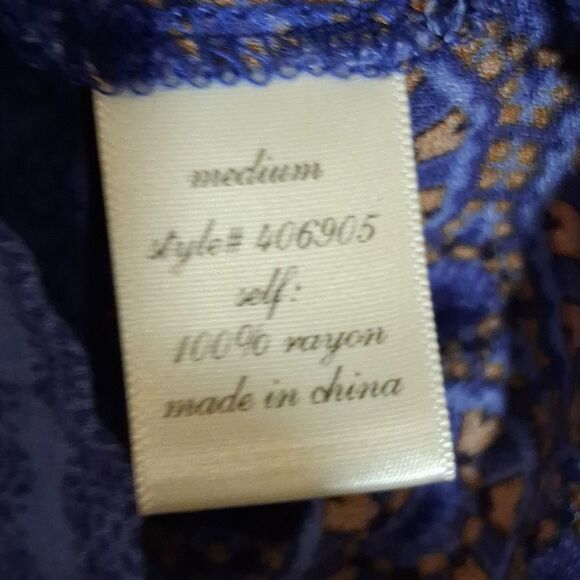 medium
style# 406905
self:
100% rayon
made in china